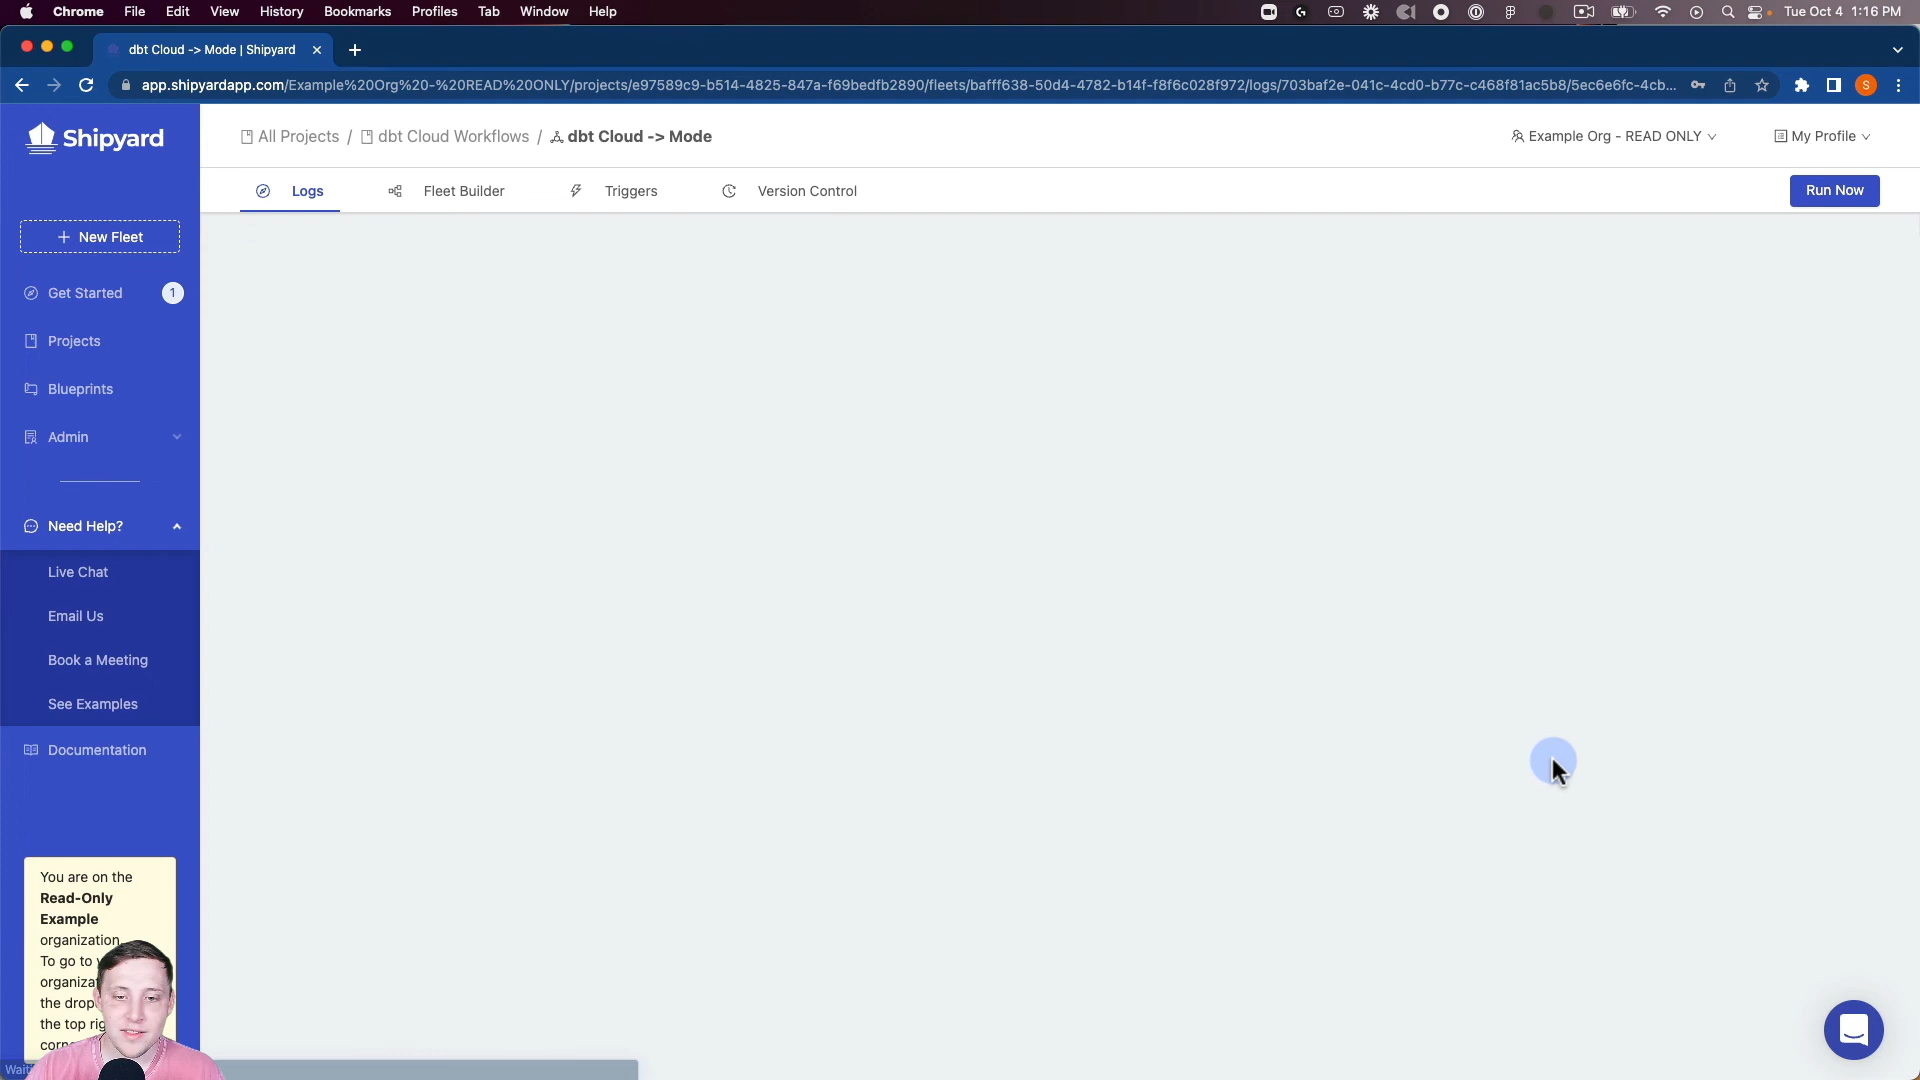 Chrome File Edit View History Bookmarks Profiles Tab Window Help
Tue Oct 4 1:16 PM
dbt Cloud -> Mode | Shipyard
app.shipyardapp.com/Example%20Org%20-%20READ%20ONLY/projects/e97589c9-b514-4825-847a-f69bedfb2890/fleets/bafff638-50d4-4782-b14f-f8f6c028f972/logs/703baf2e-041c-4cd0-b77c-c468f81ac5b8/5ec6e6fc-4cb...
S
Shipyard
All Projects / dbt Cloud Workflows / dbt Cloud -> Mode
Example Org - READ ONLY
My Profile
Logs
Fleet Builder
Triggers
Version Control
Run Now
+ New Fleet
Get Started 1
Projects
Blueprints
Admin
Need Help?
Live Chat
Email Us
Book a Meeting
See Examples
Documentation
You are on the
Read-Only
Example
organization
To go to
the
the top